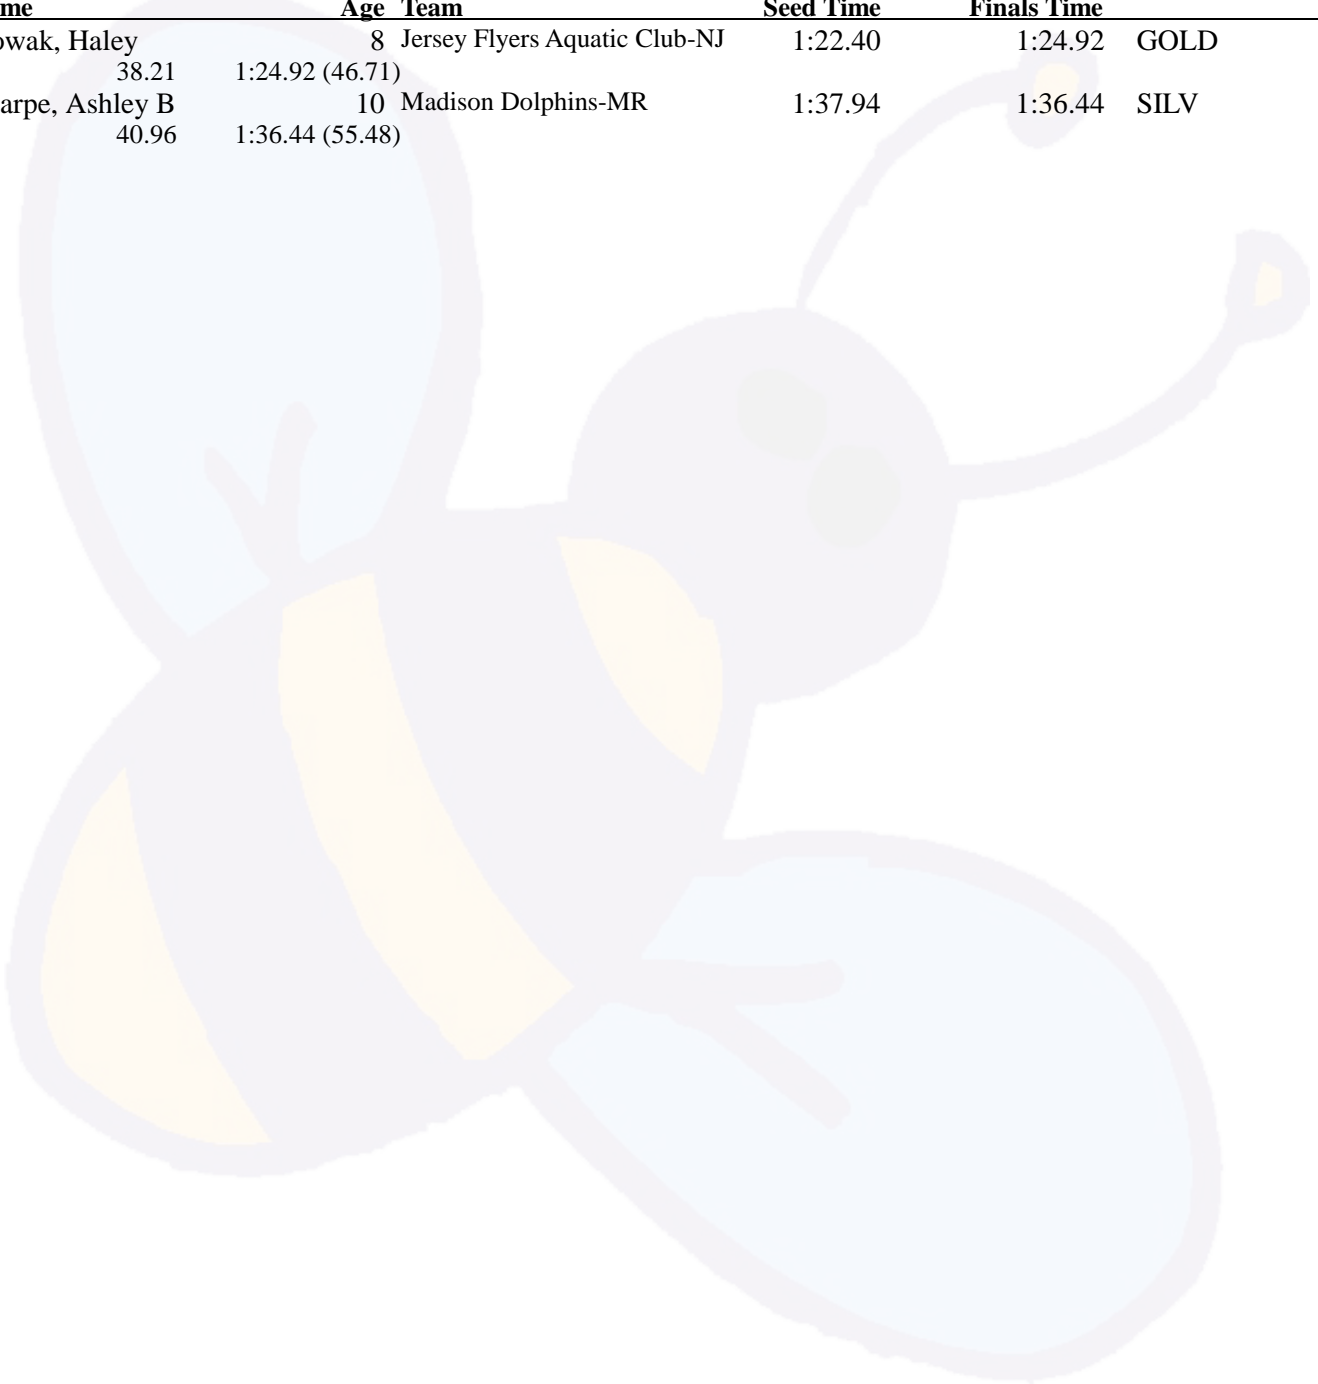 me Age Team Seed Time Finals Time
owak, Haley 8 Jersey Flyers Aquatic Club-NJ 1:22.40 1:24.92 GOLD
38.21 1:24.92 (46.71)
arpe, Ashley B 10 Madison Dolphins-MR 1:37.94 1:36.44 SILV
40.96 1:36.44 (55.48)